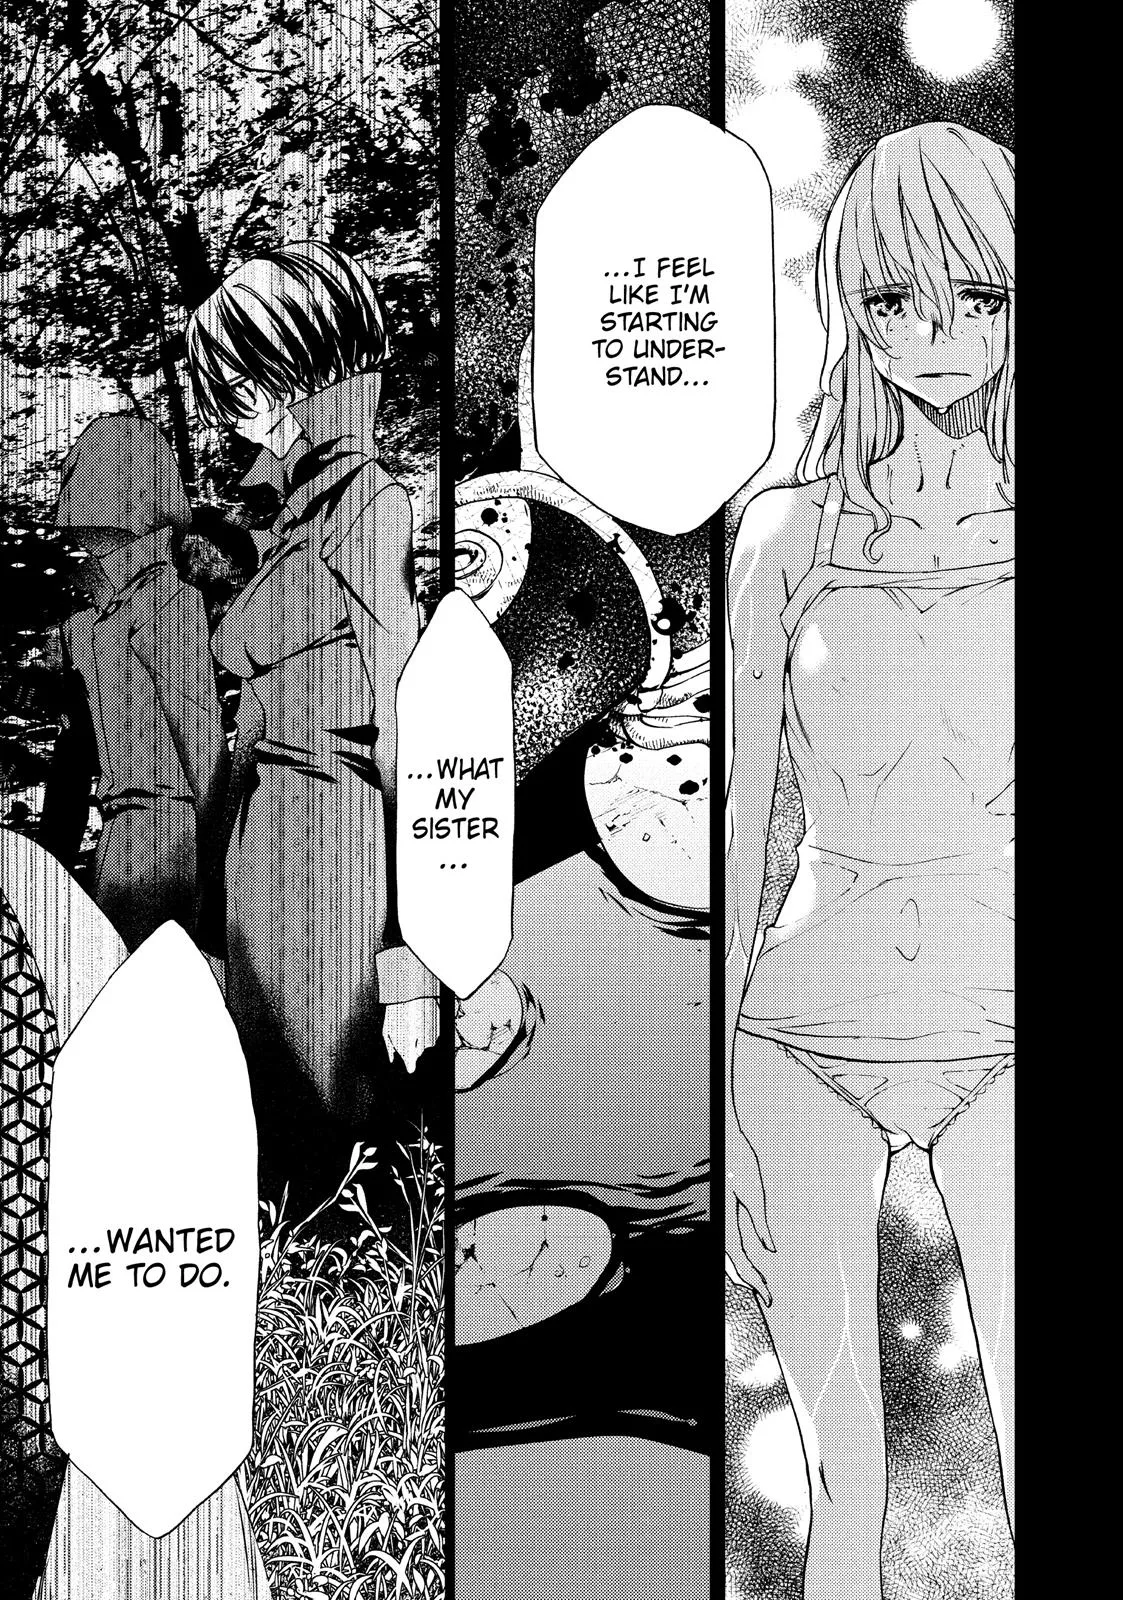 ...I FEEL
LIKE I'M
STARTING
TO UNDER-
STAND...
...WHAT
MY
SISTER
...
...WANTED
ME TO DO.